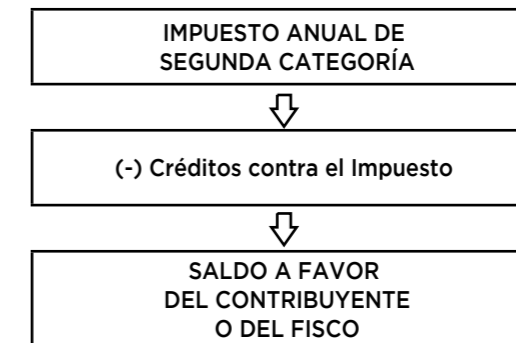 IMPUESTO ANUAL DE
SEGUNDA CATEGORÍA
(-) Créditos contra el Impuesto
SALDO A FAVOR
DEL CONTRIBUYENTE
O DEL FISCO